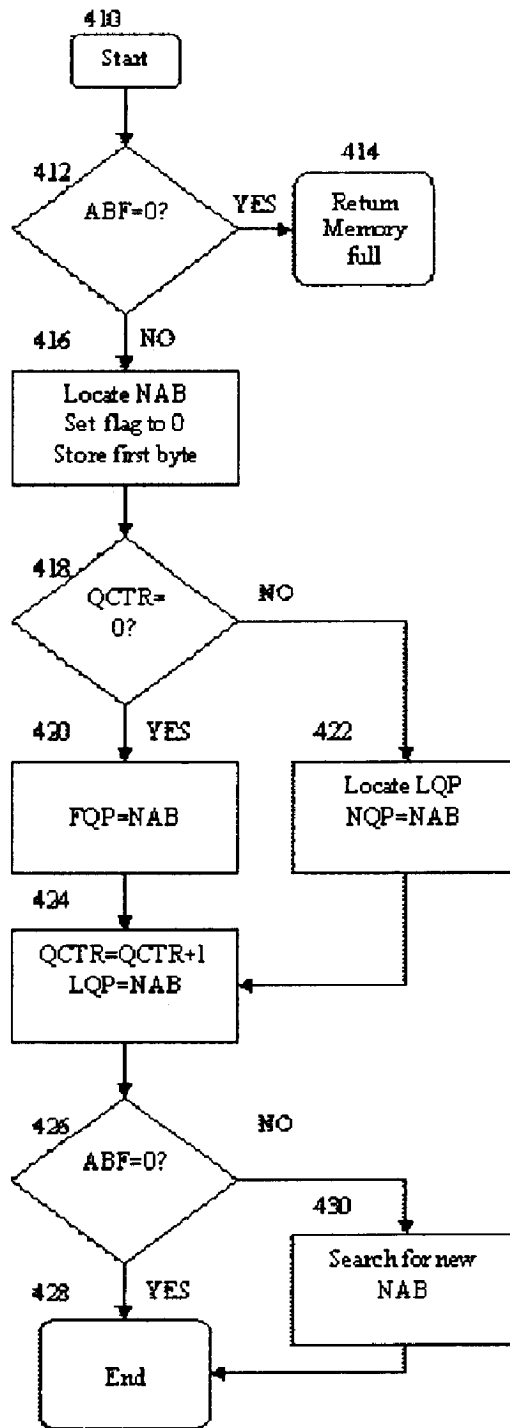 410
Start
412
ABF=0?
YES
414
Return
Memory
full
416
NO
Locate NAB
Set flag to 0
Store first byte
418
QCTR=
0?
NO
420
YES
422
FQP=NAB
Locate LQP
NQP=NAB
424
QCTR=QCTR+1
LQP=NAB
426
ABF=0?
NO
430
Search for new
NAB
428
YES
End